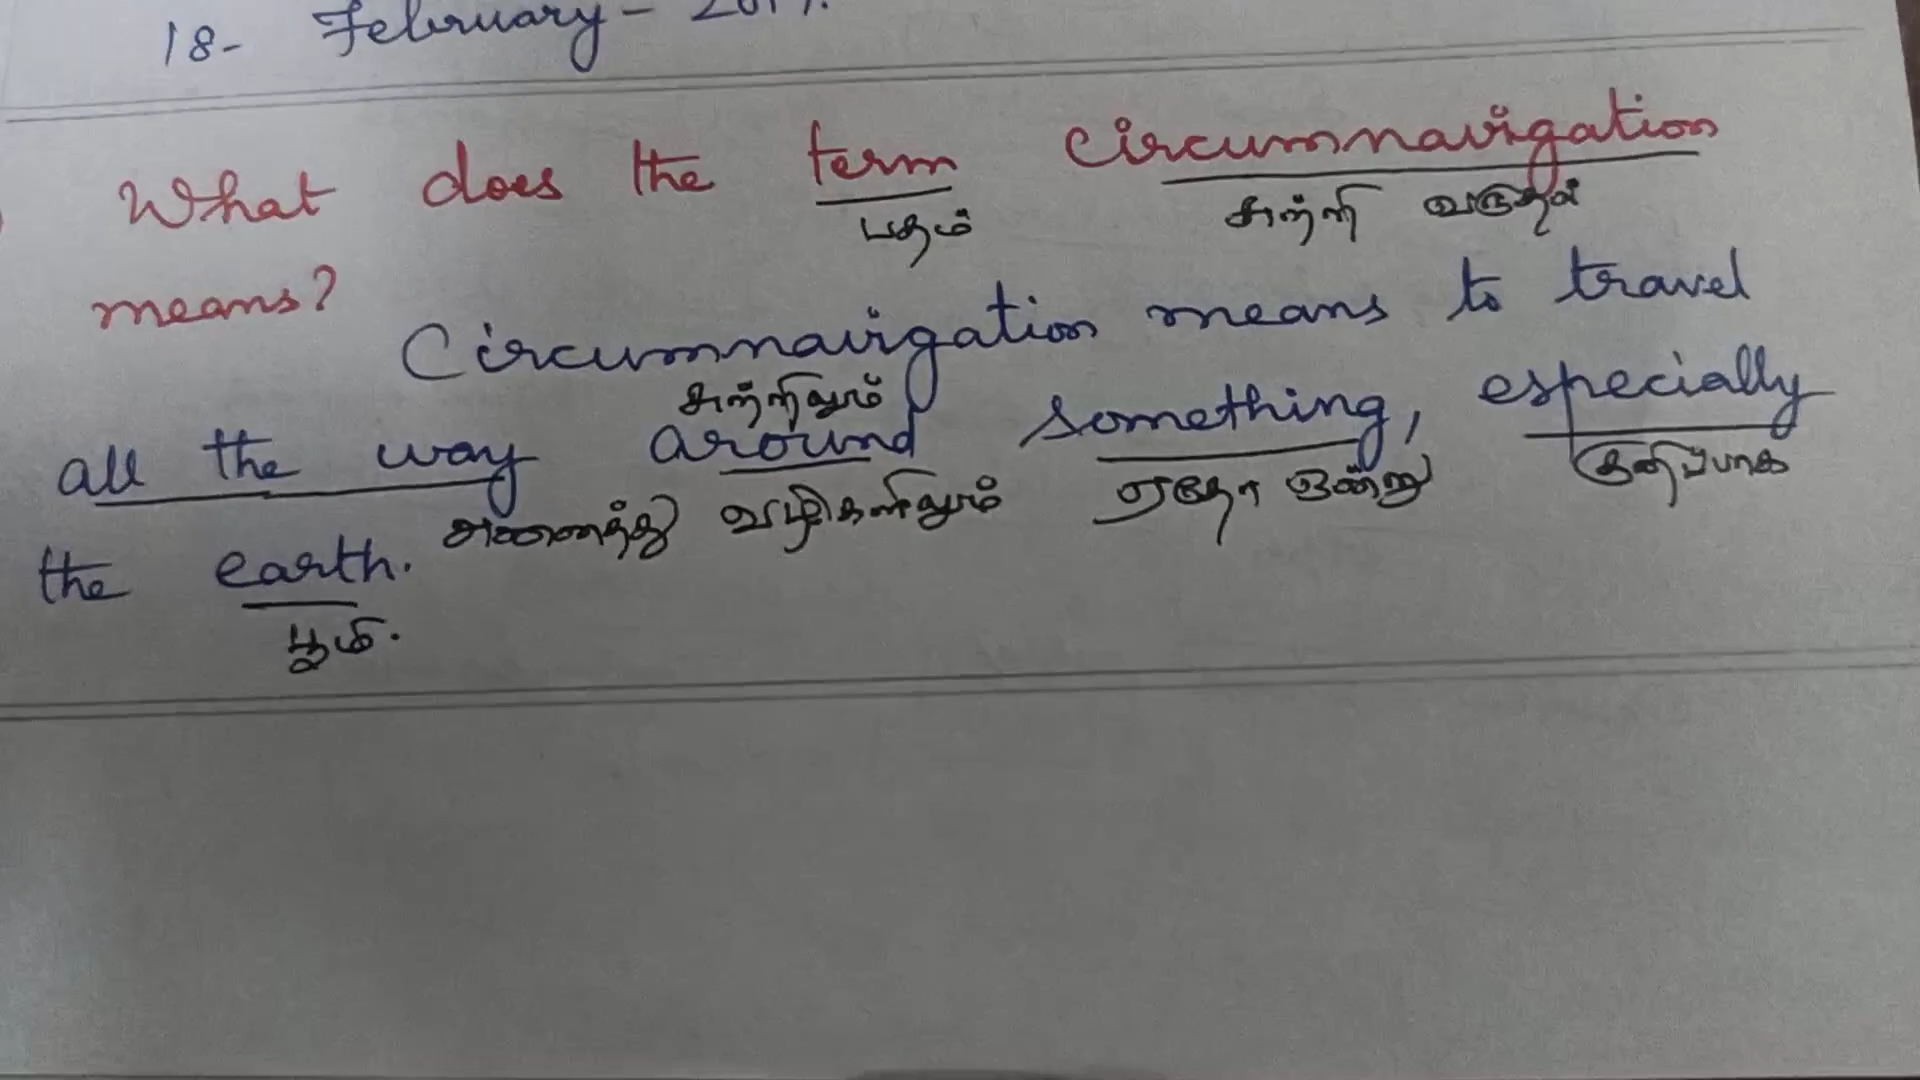 18- February -
What does the term circumnavigation
பதம் சுற்றி வருதல்
means?
Circumnavigation means to travel
சுற்றிலும்
all the way around something, especially
அனைத்து வழிகளிலும் ஏதோ ஒன்று குறிப்பாக
the earth.
பூமி.